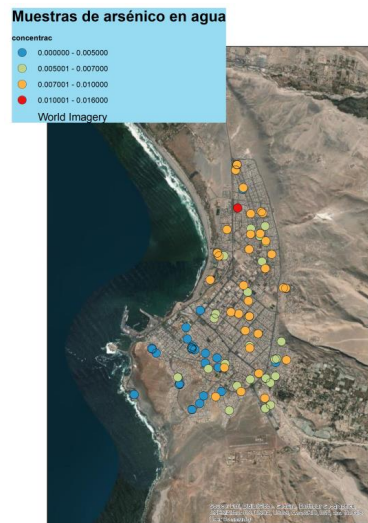 Muestras de arsénico en agua
concentrac
0.000000 - 0.005000
0.005001 - 0.007000
0.007001 - 0.010000
0.010001 - 0.016000
World Imagery